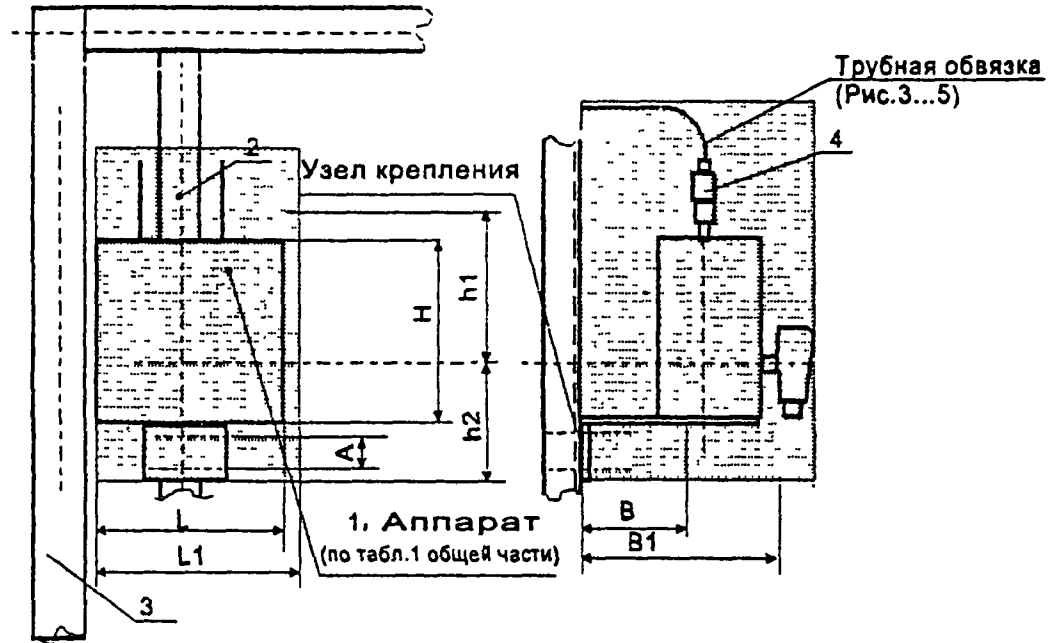 Трубная обвязка
(Рис.3...5)
4
2
Узел крепления
h1
H
h2
A
1, Аппарат
(по табл.1 общей части)
L
L1
B
B1
3